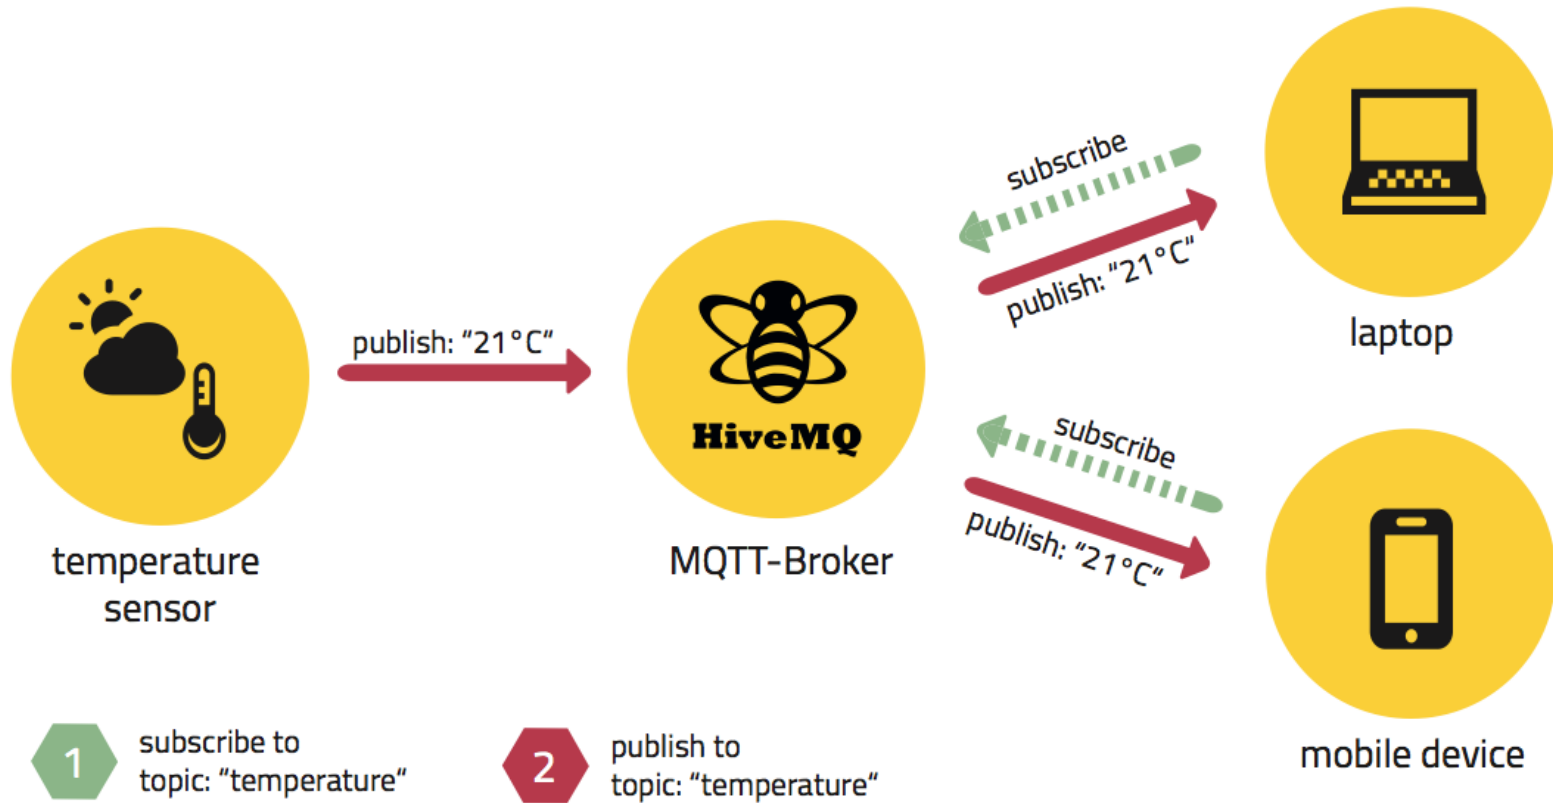 subscribe
publish: “21°C“
laptop
publish: “21°C“
HiveMQ
subscribe
publish: “21°C“
temperature
sensor
MQTT-Broker
mobile device
1
subscribe to
topic: “temperature“
2
publish to
topic: “temperature“